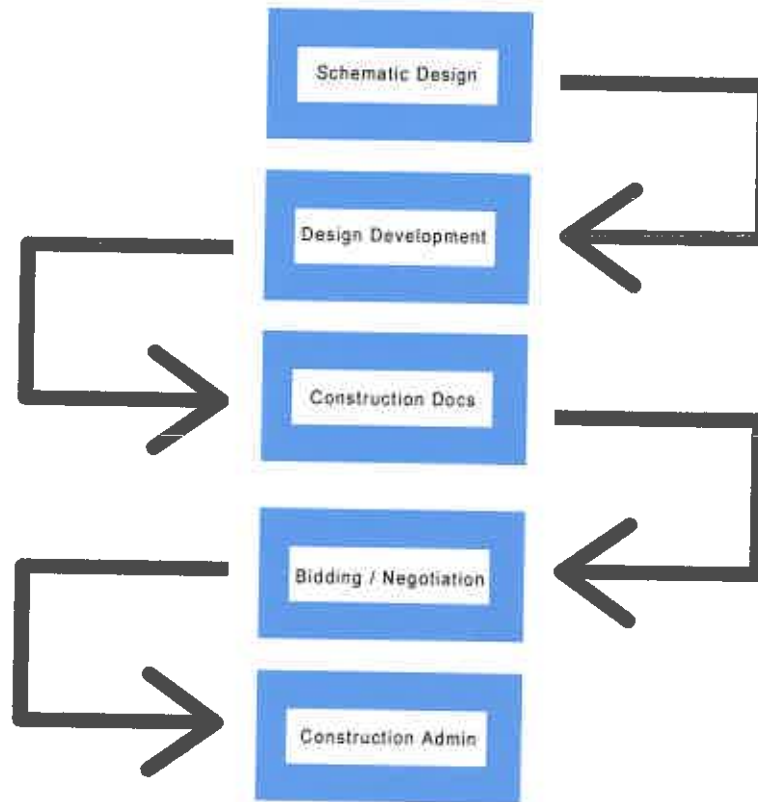 Schematic Design
Design Development
Construction Docs
Bidding / Negotiation
Construction Admin